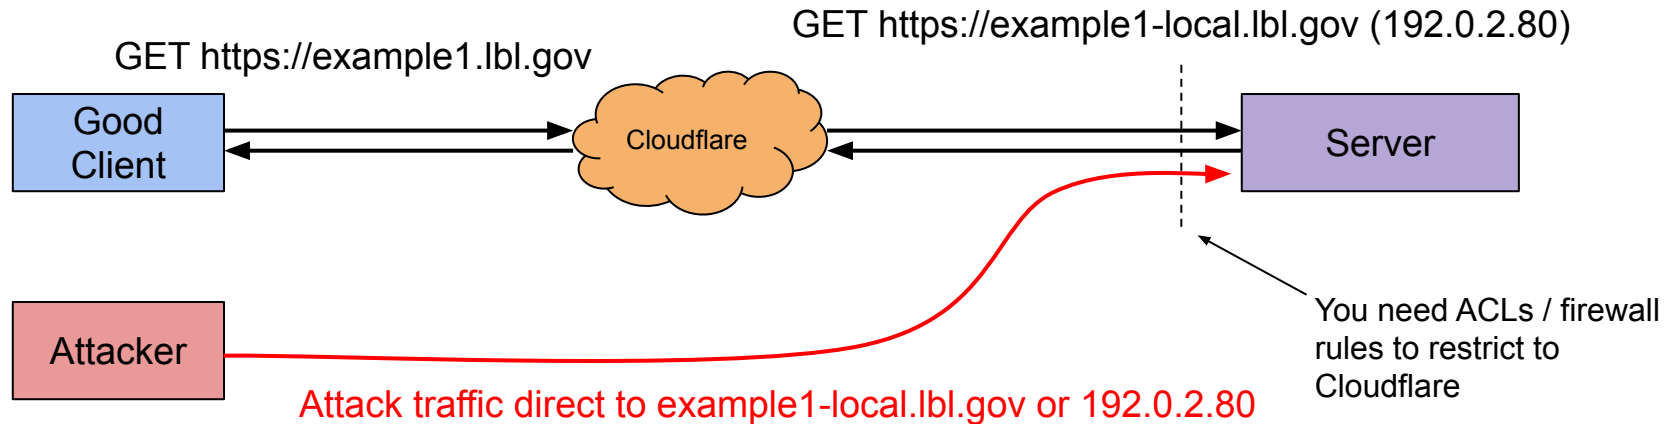 GET https://example1-local.lbl.gov (192.0.2.80)
GET https://example1.lbl.gov
Good
Client
Cloudflare
Server
Attacker
You need ACLs / firewall
rules to restrict to
Cloudflare
Attack traffic direct to example1-local.lbl.gov or 192.0.2.80